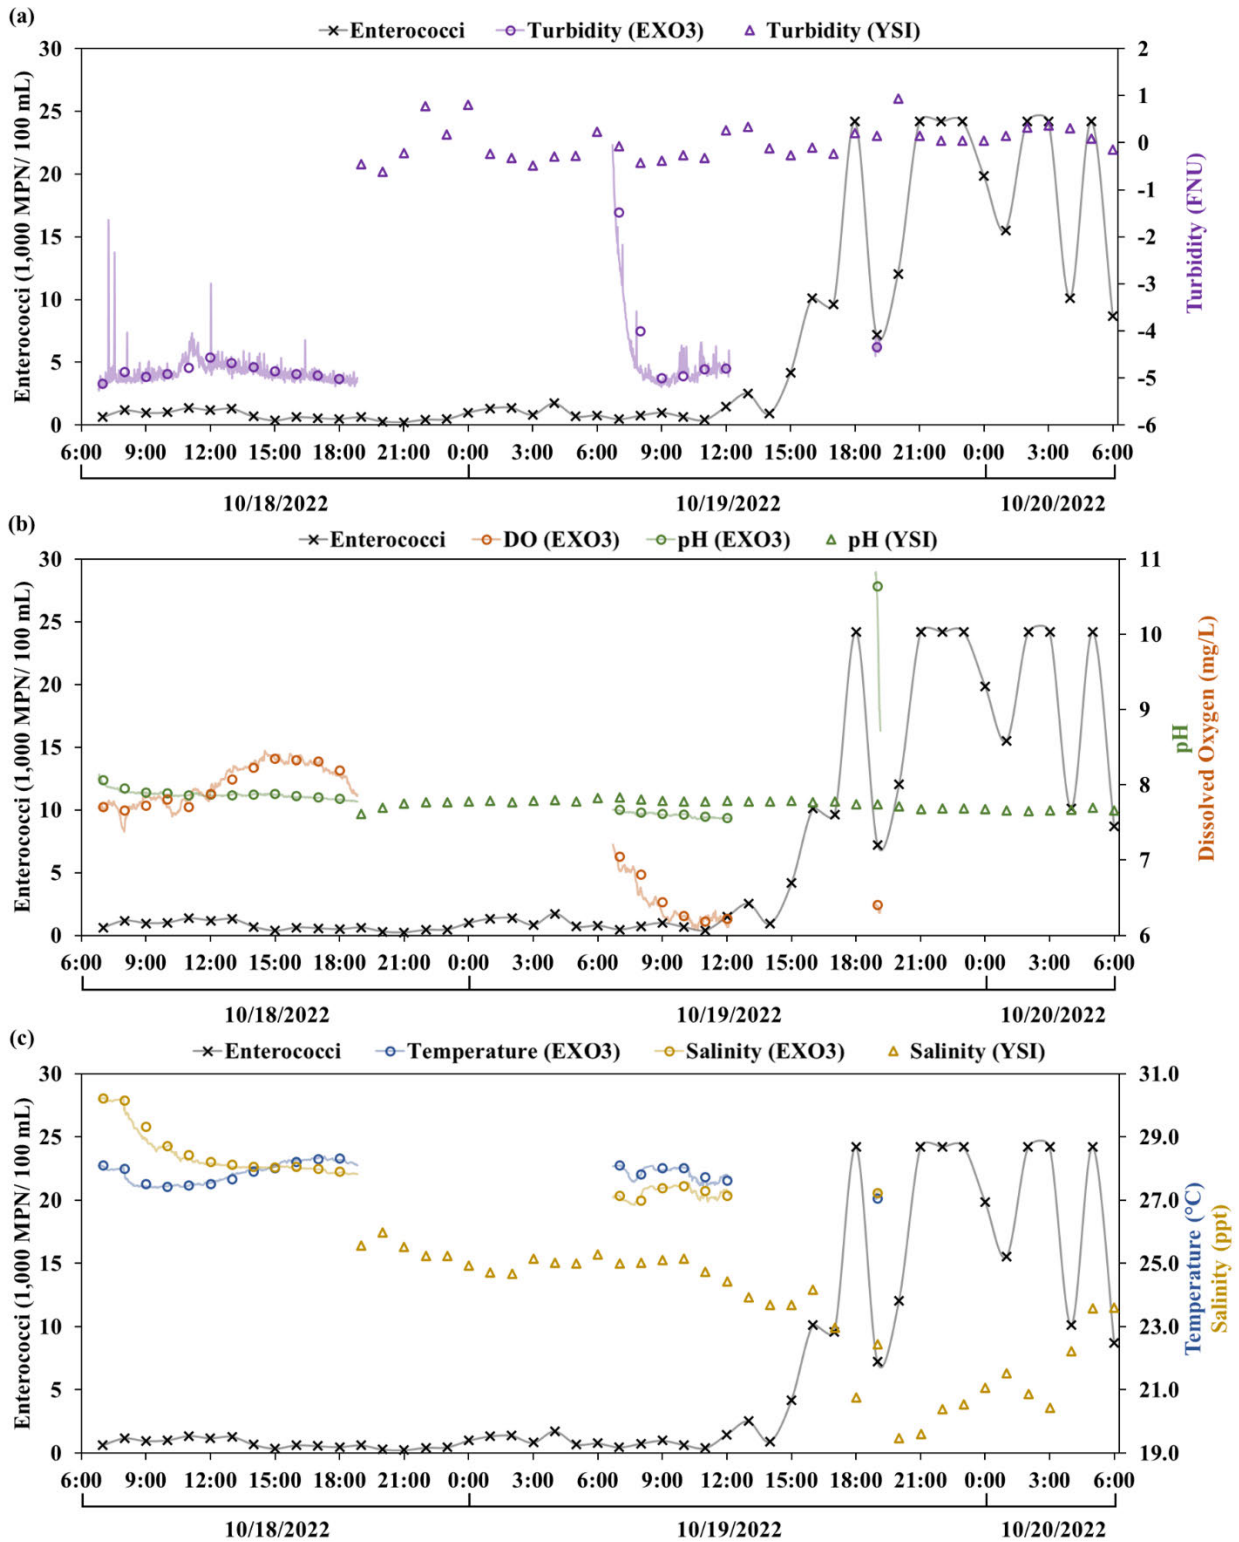 (a)
Enterococci Turbidity (EXO3) Turbidity (YSI)
Enterococci (1,000 MPN/ 100 mL)
30
25
20
15
10
5
0
2
1
0
-1
-2
-3
-4
-5
-6
Turbidity (FNU)
6:00 9:00 12:00 15:00 18:00 21:00 0:00 3:00 6:00 9:00 12:00 15:00 18:00 21:00 0:00 3:00 6:00
10/18/2022 10/19/2022 10/20/2022
(b)
Enterococci DO (EXO3) pH (EXO3) pH (YSI)
Enterococci (1,000 MPN/ 100 mL)
30
25
20
15
10
5
0
11
10
9
8
7
6
pH
Dissolved Oxygen (mg/L)
6:00 9:00 12:00 15:00 18:00 21:00 0:00 3:00 6:00 9:00 12:00 15:00 18:00 21:00 0:00 3:00 6:00
10/18/2022 10/19/2022 10/20/2022
(c)
Enterococci Temperature (EXO3) Salinity (EXO3) Salinity (YSI)
Enterococci (1,000 MPN/ 100 mL)
30
25
20
15
10
5
0
31.0
29.0
27.0
25.0
23.0
21.0
19.0
Temperature (°C)
Salinity (ppt)
6:00 9:00 12:00 15:00 18:00 21:00 0:00 3:00 6:00 9:00 12:00 15:00 18:00 21:00 0:00 3:00 6:00
10/18/2022 10/19/2022 10/20/2022